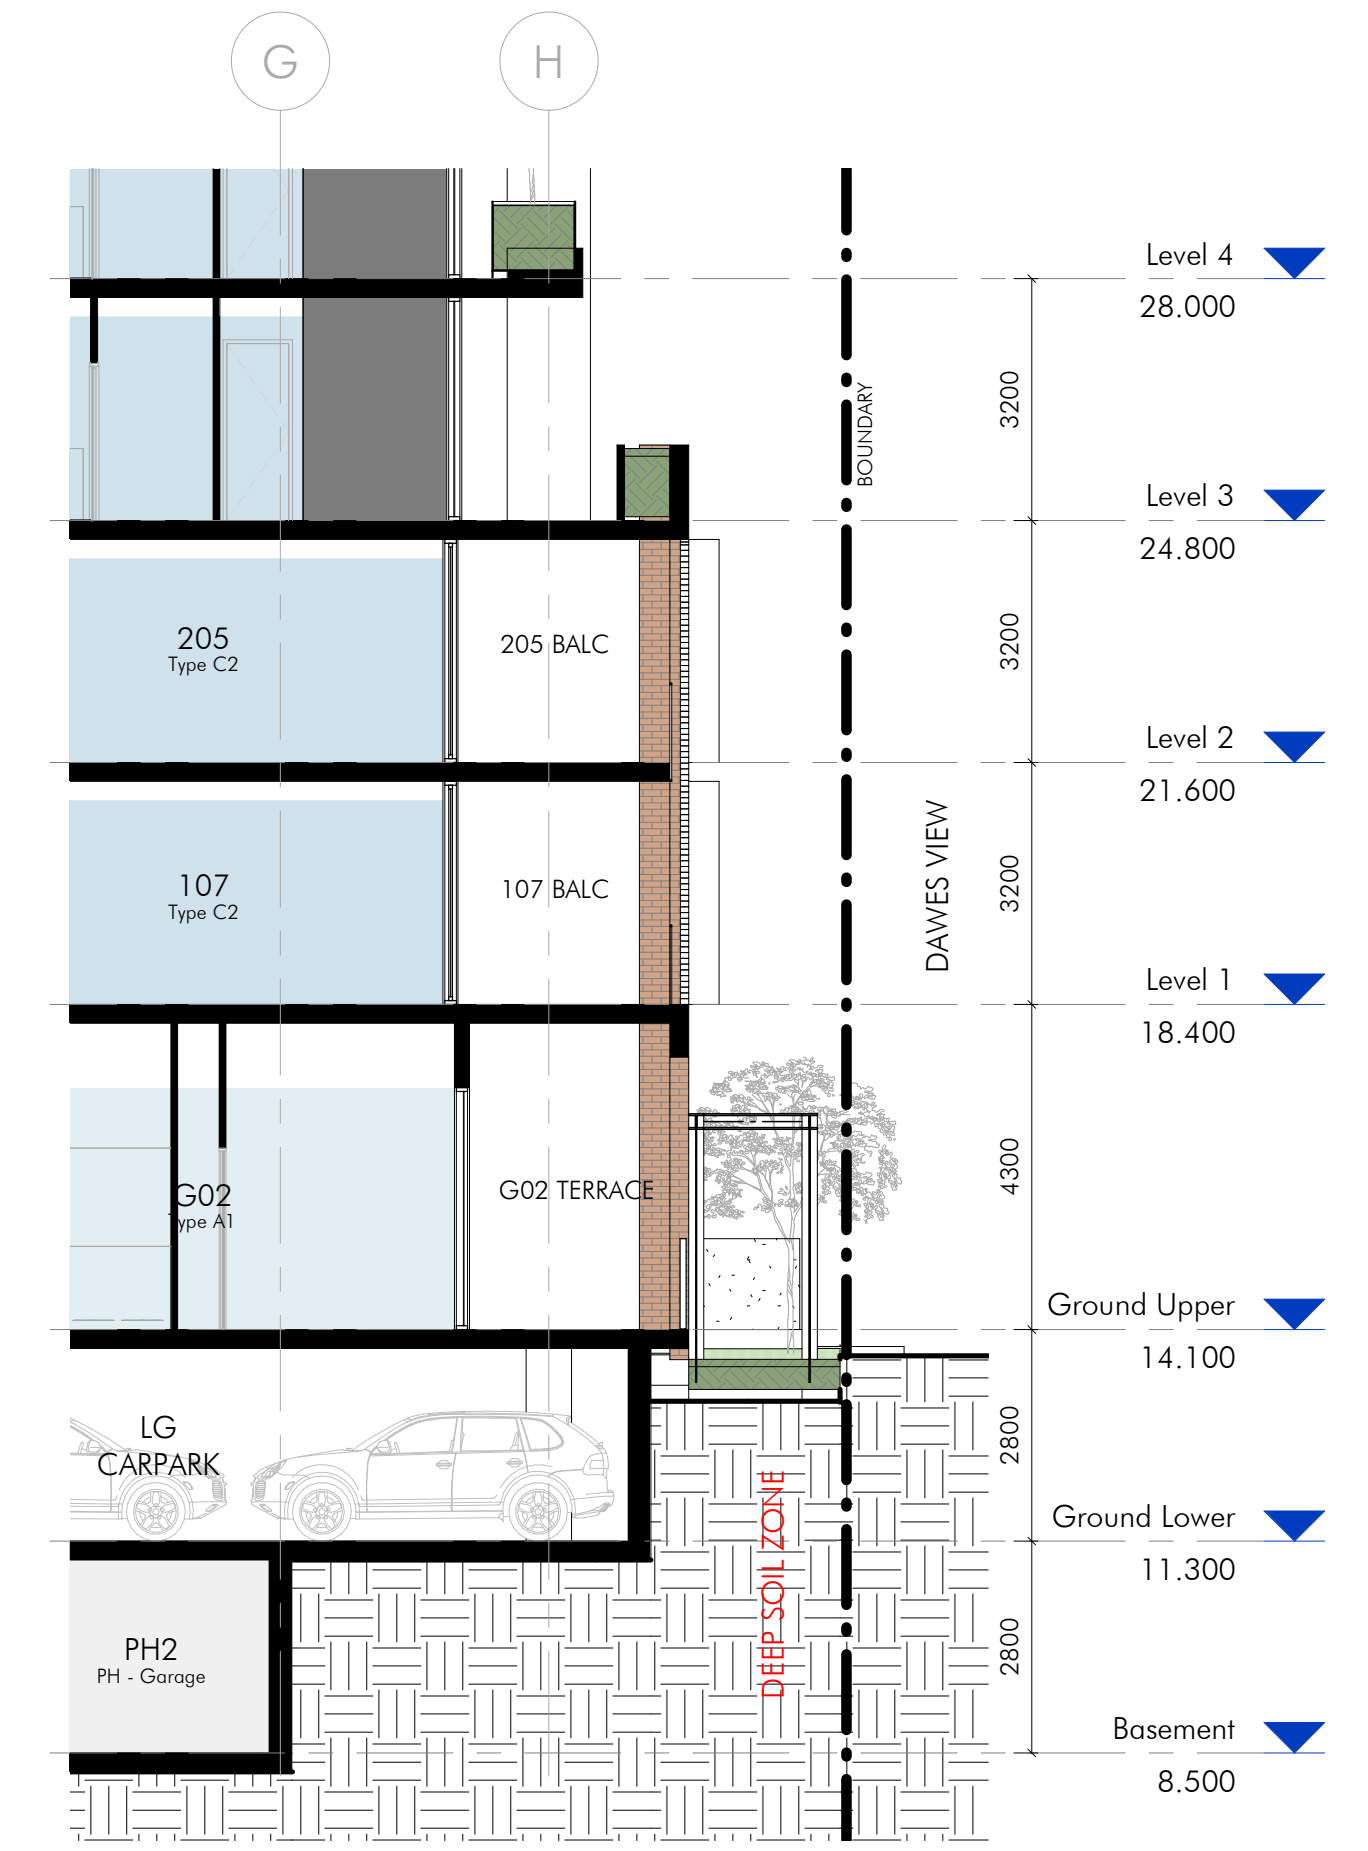 G
H
Level 4
28.000
3200
BOUNDARY
Level 3
24.800
205
Type C2
205 BALC
3200
Level 2
21.600
DAWES VIEW
107
Type C2
107 BALC
3200
Level 1
18.400
G02
Type A1
G02 TERRACE
4300
Ground Upper
14.100
LG
CARPARK
2800
DEEP SOIL ZONE
Ground Lower
11.300
PH2
PH - Garage
2800
Basement
8.500